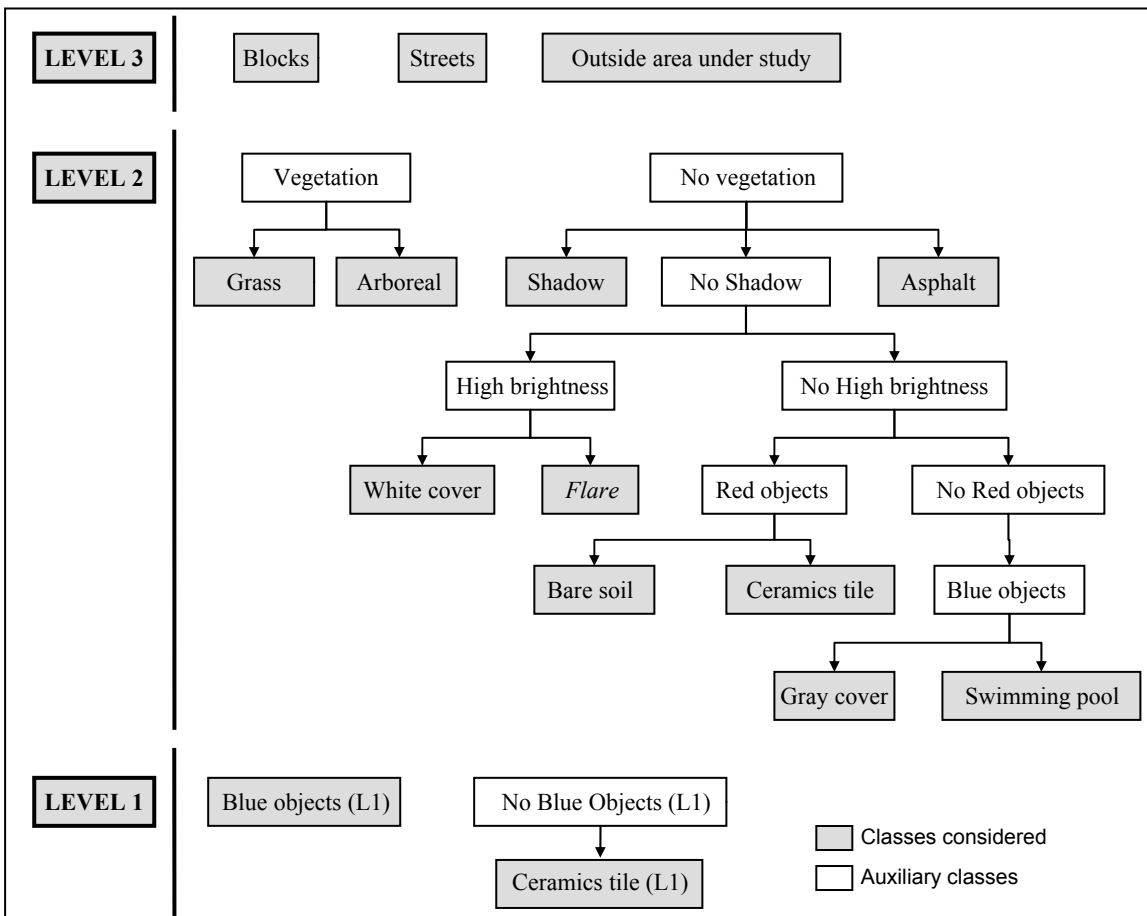 LEVEL 3
Blocks
Streets
Outside area under study
LEVEL 2
Vegetation
No vegetation
Grass
Arboreal
Shadow
No Shadow
Asphalt
High brightness
No High brightness
White cover
Flare
Red objects
No Red objects
Bare soil
Ceramics tile
Blue objects
Gray cover
Swimming pool
LEVEL 1
Blue objects (L1)
No Blue Objects (L1)
Ceramics tile (L1)
Classes considered
Auxiliary classes